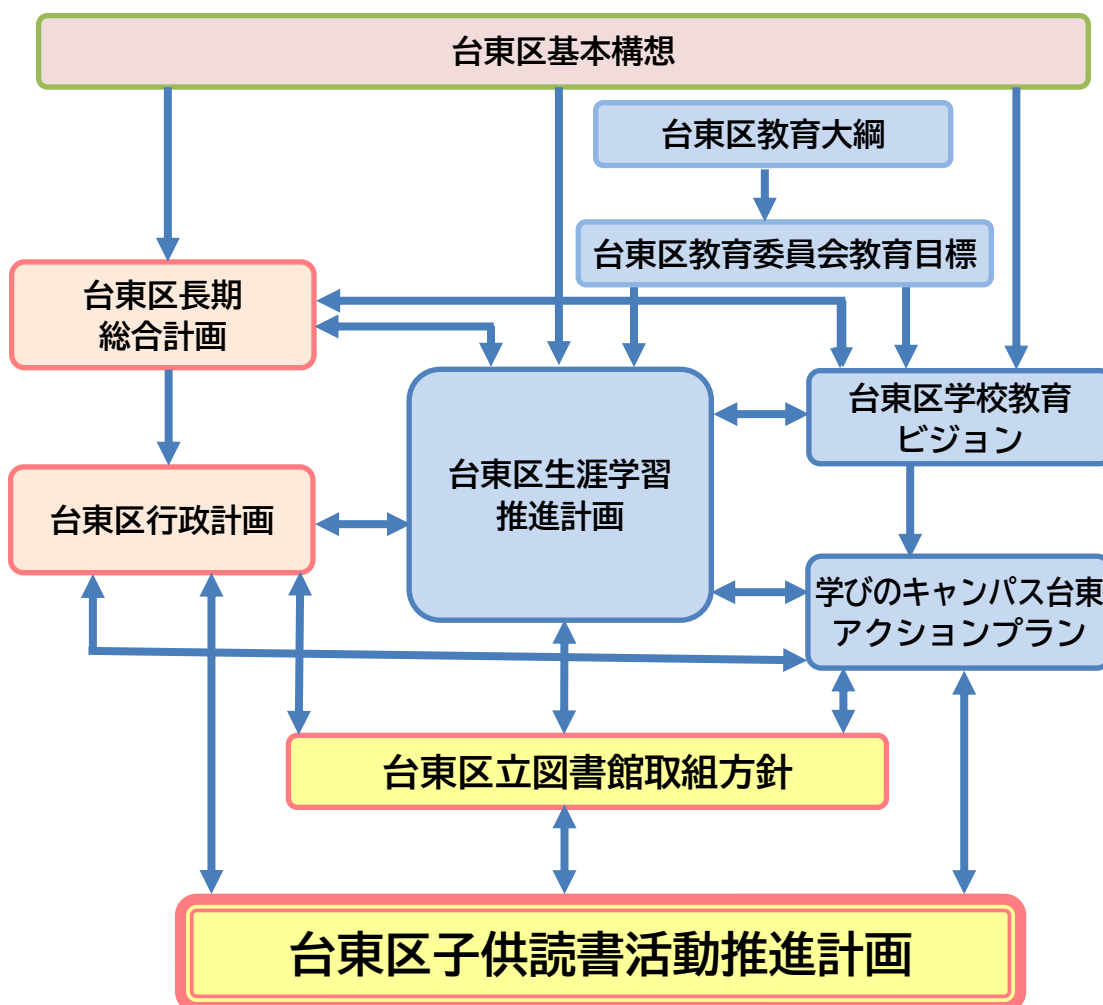 台東区基本構想
台東区教育大綱
台東区教育委員会教育目標
台東区長期
総合計画
台東区学校教育
ビジョン
台東区生涯学習
推進計画
台東区行政計画
学びのキャンパス台東
アクションプラン
台東区立図書館取組方針
台東区子供読書活動推進計画